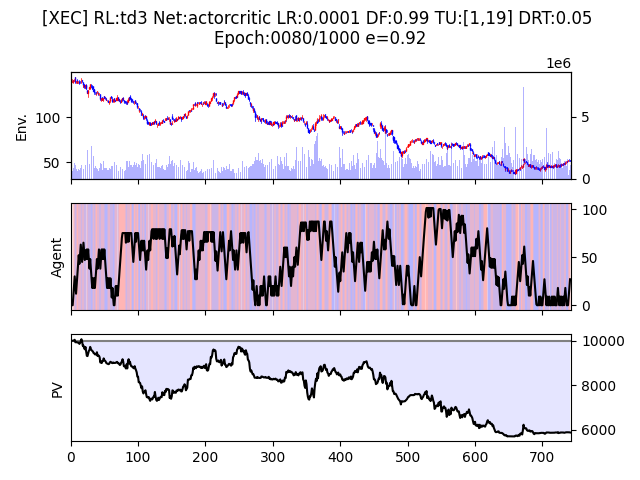 [XEC] RL:td3 Net:actorcritic LR:0.0001 DF:0.99 TU:[1,19] DRT:0.05
Epoch:0080/1000 e=0.92
1e6
Env.
100
50
5
0
Agent
100
50
0
PV
10000
8000
6000
0 100 200 300 400 500 600 700